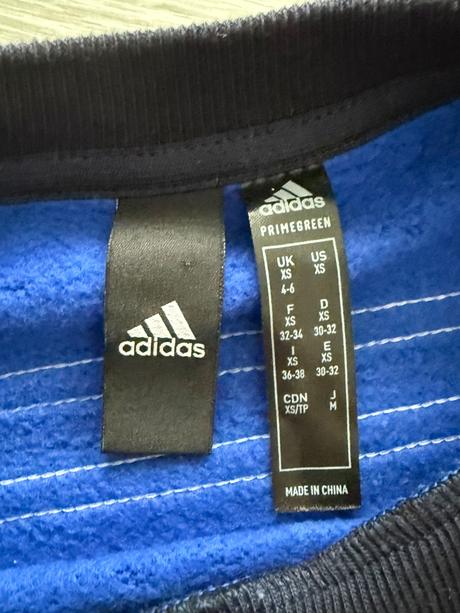 adidas
adidas
PRIMEGREEN
UK US
XS XS
4-6
F D
XS XS
32-34 30-32
I E
XS XS
36-38 30-32
CDN J
XS/TP M
MADE IN CHINA